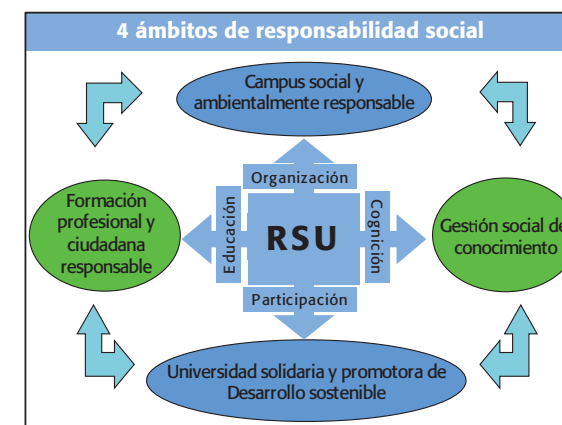 4 ámbitos de responsabilidad social
Campus social y
ambientalmente responsable
Organización
Formación
profesional y
ciudadana
responsable
Educación
RSU
Cognición
Gestión social de
conocimiento
Participación
Universidad solidaria y promotora de
Desarrollo sostenible